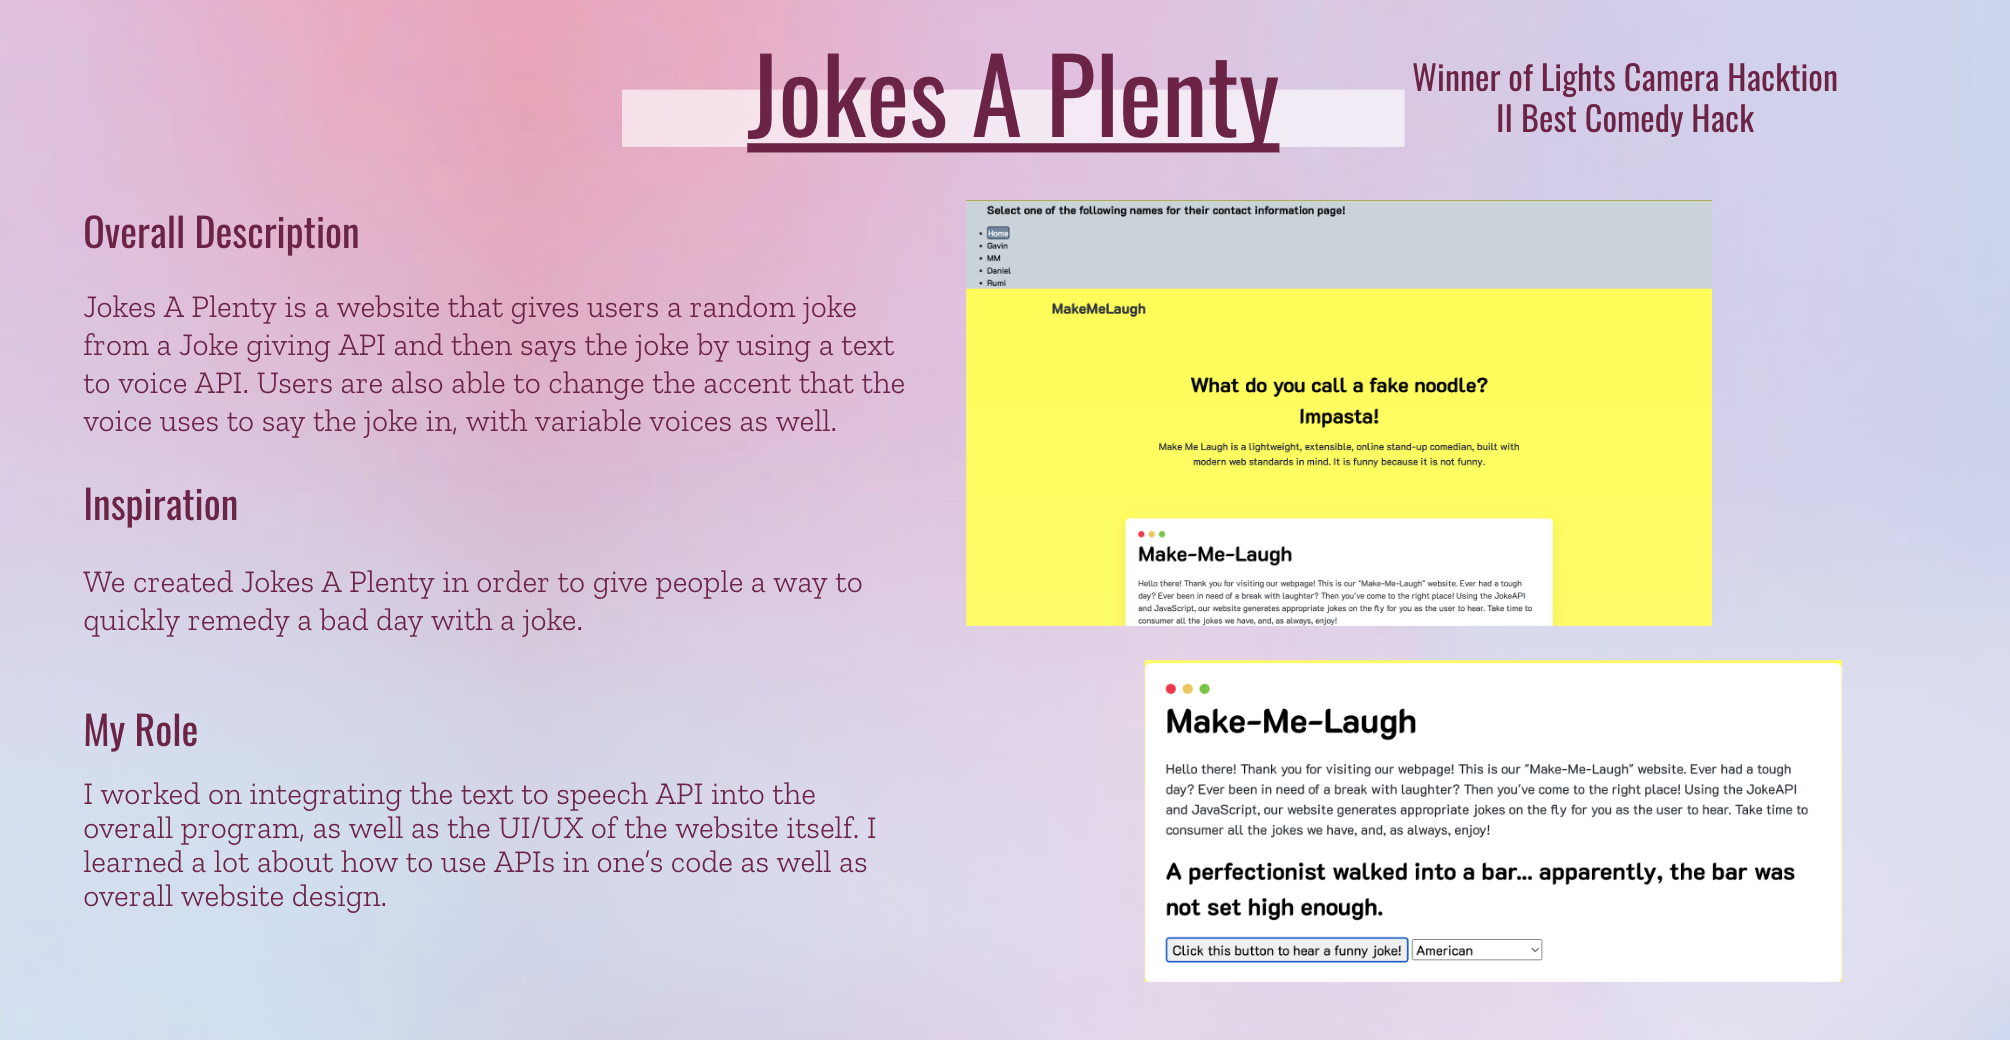 Jokes A Plenty
Winner of Lights Camera Hacktion
II Best Comedy Hack
Overall Description
Jokes A Plenty is a website that gives users a random joke
from a Joke giving API and then says the joke by using a text
to voice API. Users are also able to change the accent that the
voice uses to say the joke in, with variable voices as well.
Inspiration
We created Jokes A Plenty in order to give people a way to
quickly remedy a bad day with a joke.
My Role
I worked on integrating the text to speech API into the
overall program, as well as the UI/UX of the website itself. I
learned a lot about how to use APIs in one's code as well as
overall website design.
Select one of the following names for their contact information page!
• Home
• Gavin
• MM
• Daniel
• Rumi
MakeMeLaugh
What do you call a fake noodle?
Impasta!
Make Me Laugh is a lightweight, extensible, online stand-up comedian, built with
modern web standards in mind. It is funny because it is not funny.
Make-Me-Laugh
Hello there! Thank you for visiting our webpage! This is our "Make-Me-Laugh" website. Ever had a tough
day? Ever been in need of a break with laughter? Then you've come to the right place! Using the JokeAPI
and JavaScript, our website generates appropriate jokes on the fly for you as the user to hear. Take time to
consumer all the jokes we have, and, as always, enjoy!
Make-Me-Laugh
Hello there! Thank you for visiting our webpage! This is our "Make-Me-Laugh" website. Ever had a tough
day? Ever been in need of a break with laughter? Then you've come to the right place! Using the JokeAPI
and JavaScript, our website generates appropriate jokes on the fly for you as the user to hear. Take time to
consumer all the jokes we have, and, as always, enjoy!
A perfectionist walked into a bar... apparently, the bar was
not set high enough.
Click this button to hear a funny joke! American